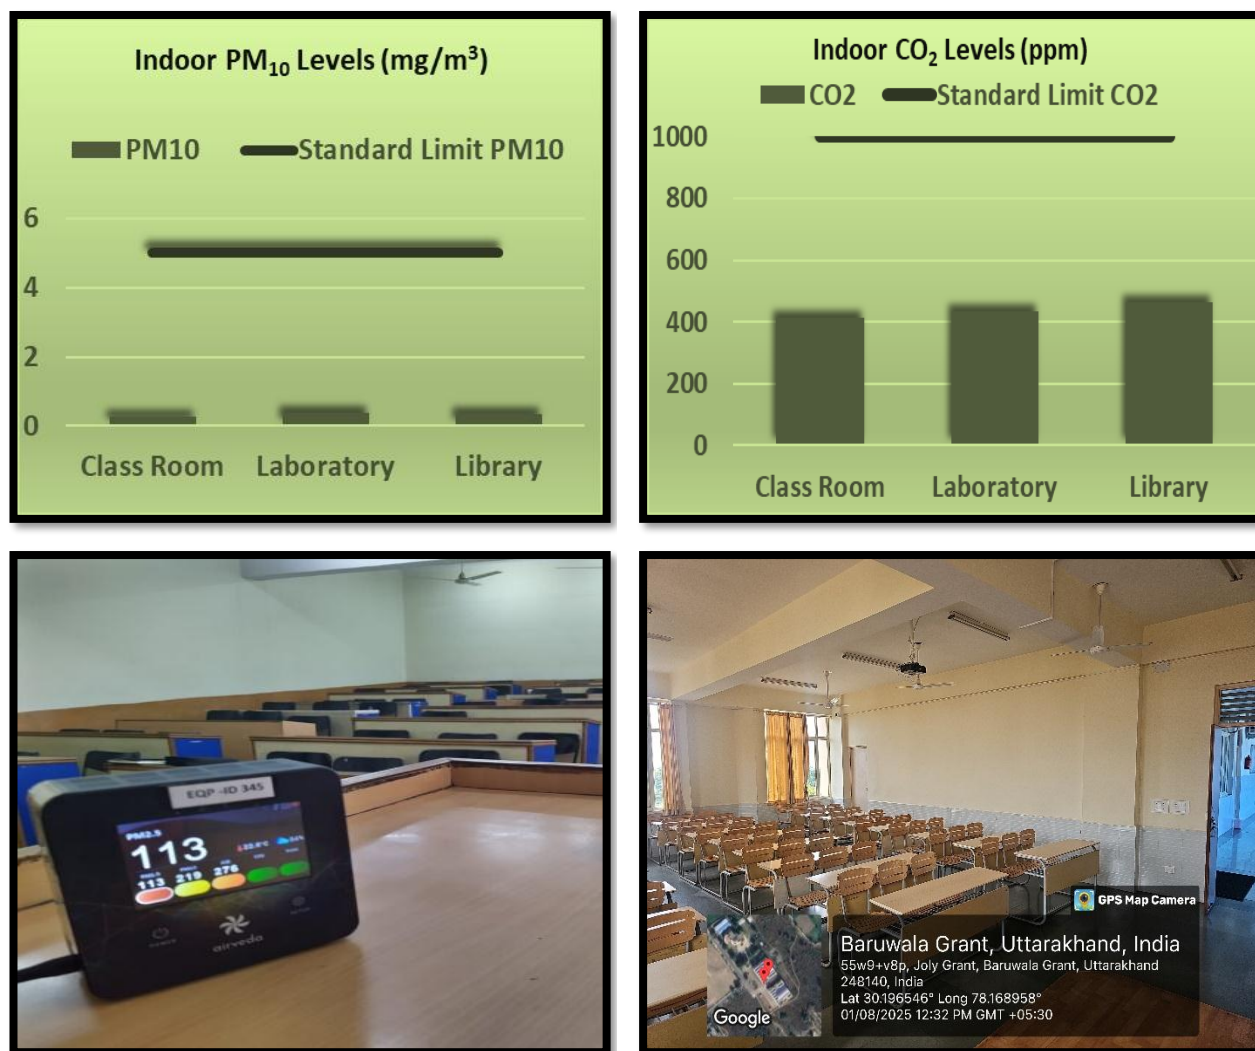 Indoor PM₁₀ Levels (mg/m³)
PM10 Standard Limit PM10
6
4
2
0
Class Room Laboratory Library
Indoor CO₂ Levels (ppm)
CO2 Standard Limit CO2
1000
800
600
400
200
0
Class Room Laboratory Library
EQP -ID 345
PM2.5
113
113 219 276
airveda
GPS Map Camera
Baruwala Grant, Uttarakhand, India
55w9+v8p, Joly Grant, Baruwala Grant, Uttarakhand
248140, India
Lat 30.196546° Long 78.168958°
01/08/2025 12:32 PM GMT +05:30
Google